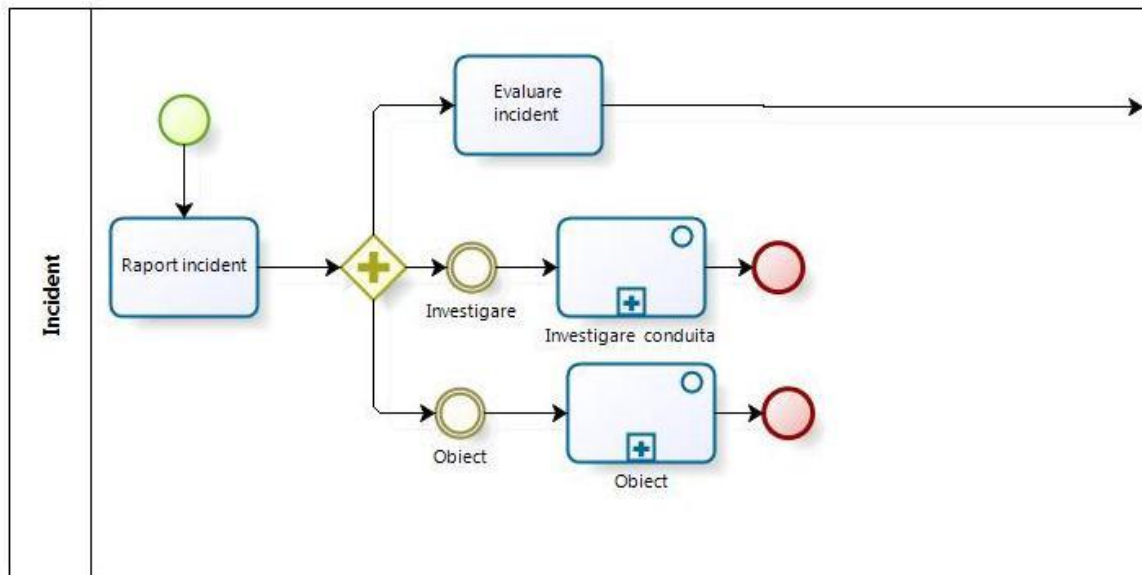 Incident
Raport incident
Evaluare
incident
Investigare
Investigare conduita
Obiect
Obiect